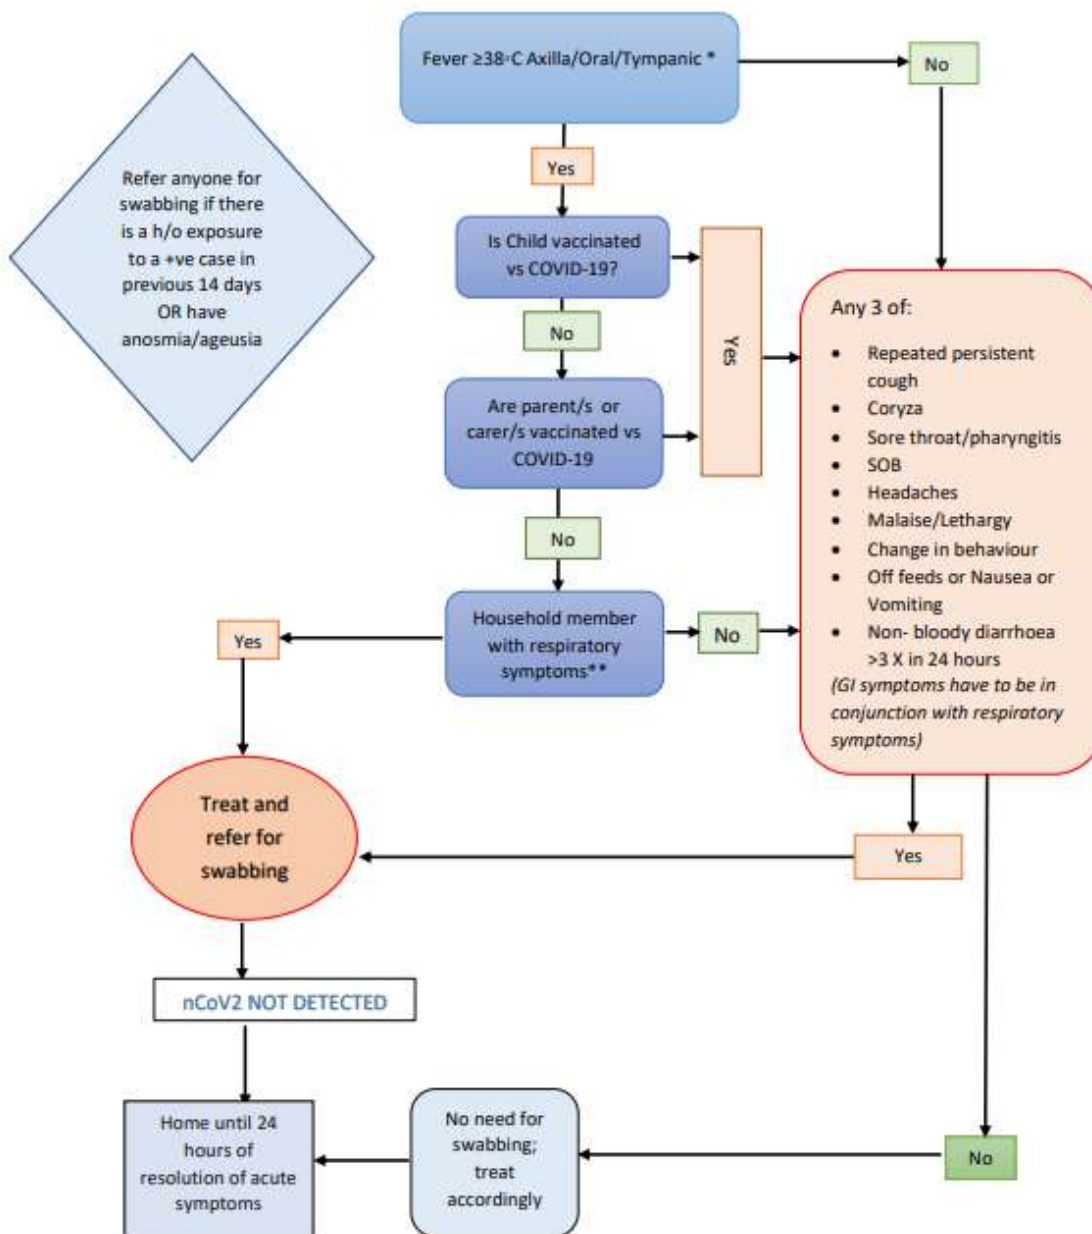 Fever ≥38◦C Axilla/Oral/Tympanic *
No
Yes
Refer anyone for
swabbing if there
is a h/o exposure
to a +ve case in
previous 14 days
OR have
anosmia/ageusia
Is Child vaccinated
vs COVID-19?
Yes
No
Are parent/s or
carer/s vaccinated vs
COVID-19
No
Household member
with respiratory
symptoms**
No
Yes
Any 3 of:
• Repeated persistent
cough
• Coryza
• Sore throat/pharyngitis
• SOB
• Headaches
• Malaise/Lethargy
• Change in behaviour
• Off feeds or Nausea or
Vomiting
• Non- bloody diarrhoea
>3 X in 24 hours
(GI symptoms have to be in
conjunction with respiratory
symptoms)
Yes
Treat and
refer for
swabbing
nCoV2 NOT DETECTED
Home until 24
hours of
resolution of acute
symptoms
No need for
swabbing;
treat
accordingly
No